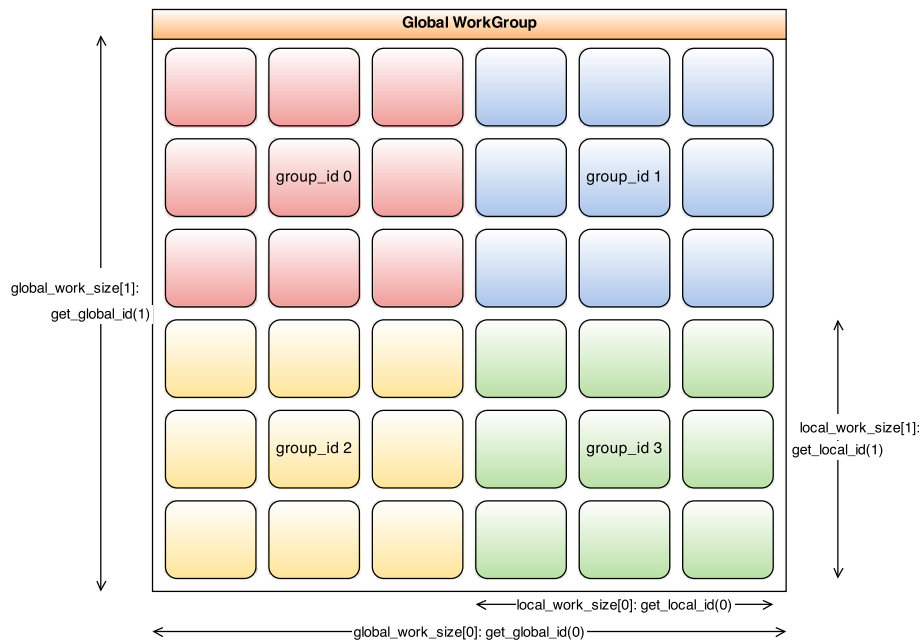 Global WorkGroup
group_id 0
group_id 1
global_work_size[1]:
get_global_id(1)
local_work_size[1]:
get_local_id(1)
group_id 2
group_id 3
local_work_size[0]: get_local_id(0)
global_work_size[0]: get_global_id(0)